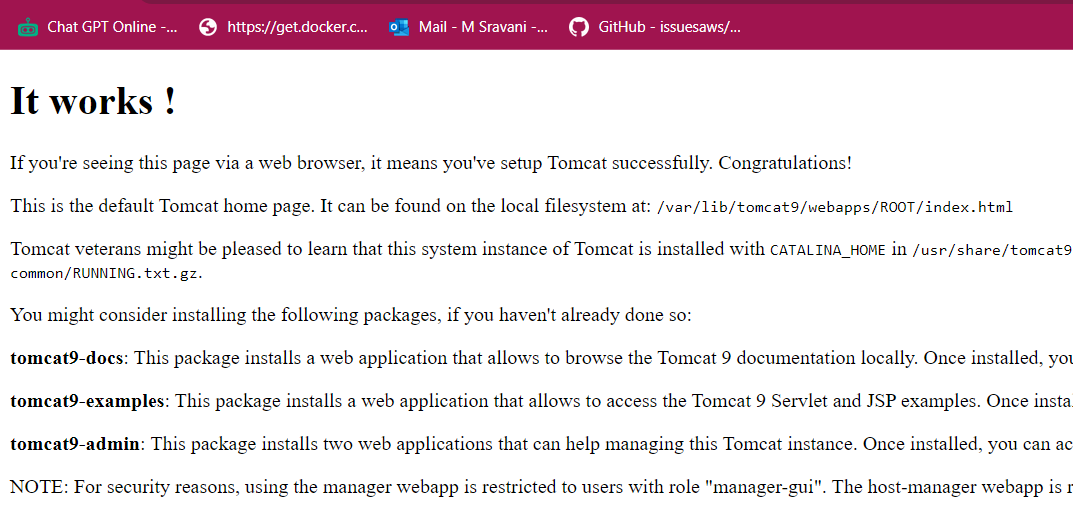 Chat GPT Online -... https://get.docker.c... Mail - M Sravani -... GitHub - issuesaws/...
It works !
If you're seeing this page via a web browser, it means you've setup Tomcat successfully. Congratulations!
This is the default Tomcat home page. It can be found on the local filesystem at: /var/lib/tomcat9/webapps/ROOT/index.html
Tomcat veterans might be pleased to learn that this system instance of Tomcat is installed with CATALINA_HOME in /usr/share/tomcat9
common/RUNNING.txt.gz.
You might consider installing the following packages, if you haven't already done so:
tomcat9-docs: This package installs a web application that allows to browse the Tomcat 9 documentation locally. Once installed, you
tomcat9-examples: This package installs a web application that allows to access the Tomcat 9 Servlet and JSP examples. Once insta
tomcat9-admin: This package installs two web applications that can help managing this Tomcat instance. Once installed, you can ac
NOTE: For security reasons, using the manager webapp is restricted to users with role "manager-gui". The host-manager webapp is r